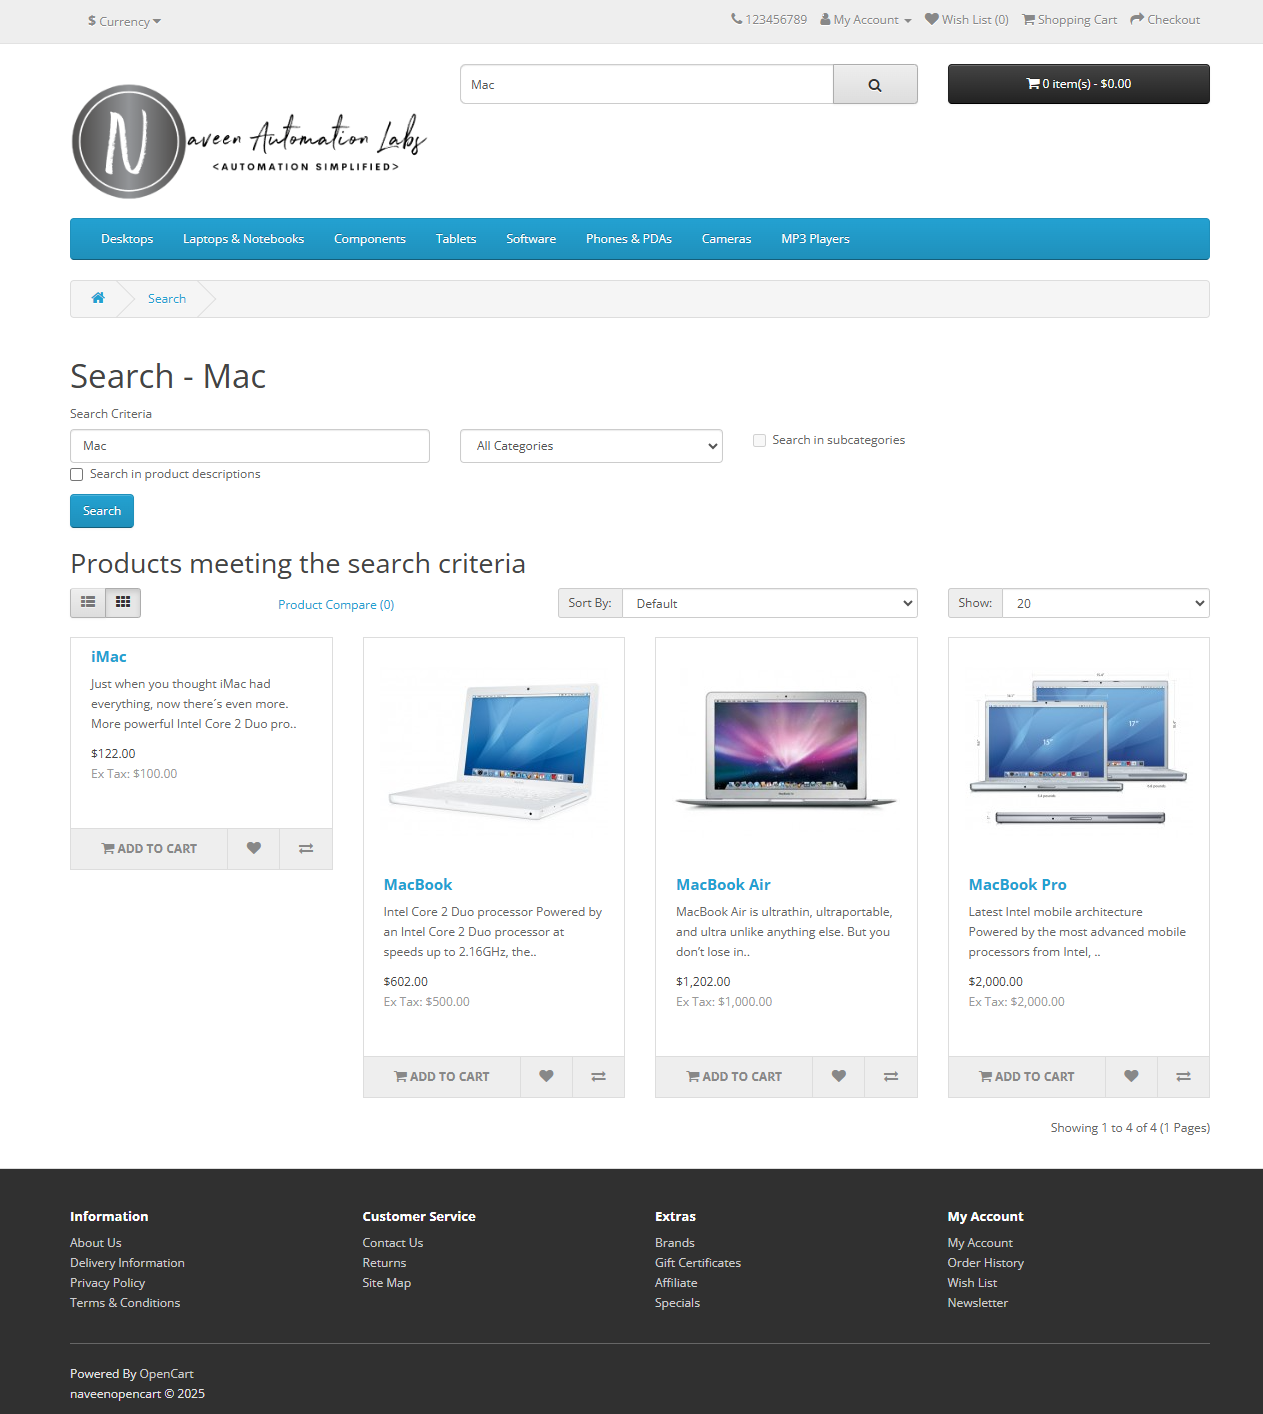 $ Currency
123456789 My Account Wish List (0) Shopping Cart Checkout
Mac
0 item(s) - $0.00
N
aveen Automation Labs
<AUTOMATION SIMPLIFIED>
Desktops Laptops & Notebooks Components Tablets Software Phones & PDAs Cameras MP3 Players
Search
Search - Mac
Search Criteria
Mac
All Categories
Search in subcategories
Search in product descriptions
Search
Products meeting the search criteria
Product Compare (0)
Sort By: Default
Show: 20
iMac
Just when you thought iMac had
everything, now there´s even more.
More powerful Intel Core 2 Duo pro..
$122.00
Ex Tax: $100.00
ADD TO CART
MacBook
Intel Core 2 Duo processor Powered by
an Intel Core 2 Duo processor at
speeds up to 2.16GHz, the..
$602.00
Ex Tax: $500.00
ADD TO CART
MacBook Air
MacBook Air is ultrathin, ultraportable,
and ultra unlike anything else. But you
don’t lose in..
$1,202.00
Ex Tax: $1,000.00
ADD TO CART
17"
15"
MacBook Pro
Latest Intel mobile architecture
Powered by the most advanced mobile
processors from Intel, ..
$2,000.00
Ex Tax: $2,000.00
ADD TO CART
Showing 1 to 4 of 4 (1 Pages)
Information
About Us
Delivery Information
Privacy Policy
Terms & Conditions
Customer Service
Contact Us
Returns
Site Map
Extras
Brands
Gift Certificates
Affiliate
Specials
My Account
My Account
Order History
Wish List
Newsletter
Powered By OpenCart
naveenopencart © 2025